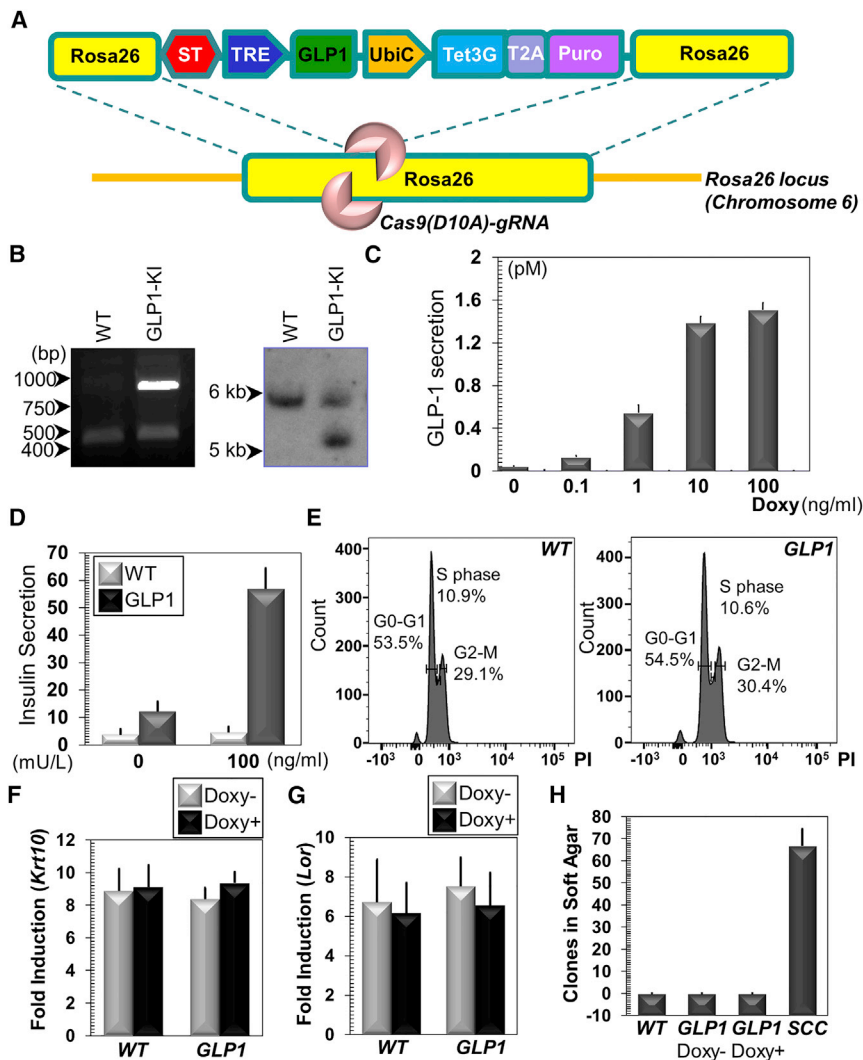 A
Rosa26 ST TRE GLP1 UbiC Tet3G T2A Puro Rosa26
Rosa26
Rosa26 locus
(Chromosome 6)
Cas9(D10A)-gRNA
B
WT GLP1-KI
(bp)
1000
750
500
400
WT GLP1-KI
6 kb
5 kb
C
(pM)
GLP-1 secretion
2
1.6
1.2
0.8
0.4
0
0 0.1 1 10 100
Doxy (ng/ml)
D
Insulin Secretion
70
60
50
40
30
20
10
0
WT
GLP1
(mU/L) 0 100 (ng/ml)
E
WT
Count
400
300
200
100
0
S phase
10.9%
G0-G1
53.5%
G2-M
29.1%
-10³ 0 10³ 10⁴ 10⁵ PI
GLP1
Count
400
300
200
100
0
S phase
10.6%
G0-G1
54.5%
G2-M
30.4%
-10³ 0 10³ 10⁴ 10⁵ PI
F
Doxy-
Doxy+
Fold Induction (Krt10)
12
10
8
6
4
2
0
WT GLP1
G
Doxy-
Doxy+
Fold Induction (Lor)
10
8
6
4
2
0
WT GLP1
H
Clones in Soft Agar
80
70
60
50
40
30
20
10
0
-10
WT GLP1 GLP1 SCC
Doxy- Doxy+